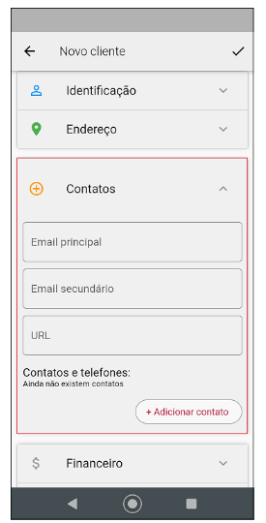 Novo cliente
Identificação
Endereço
Contatos
Email principal
Email secundário
URL
Contatos e telefones:
Ainda não existem contatos
+ Adicionar contato
$ Financeiro